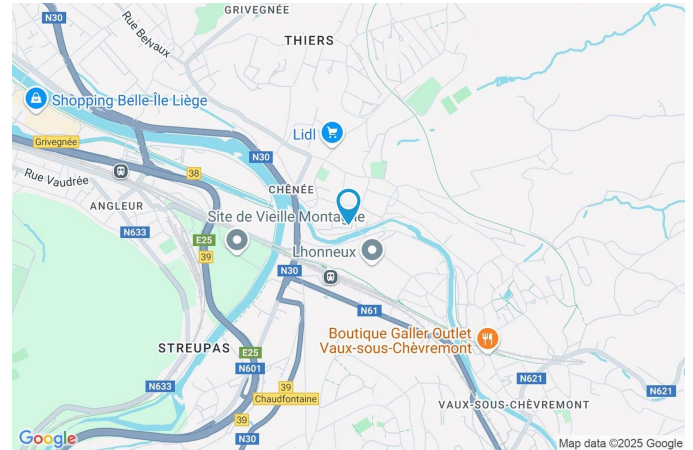 GRIVEGNÉE
N30
Rue Belvaux
THIERS
Shopping Belle-Île Liège
Lidl
Grivegnée
N30
38
Rue Vaudrée
CHÊNÉE
ANGLEUR
Site de Vieille Montagne
N633
E25
39
Lhonneux
N30
N61
Boutique Galler Outlet
Vaux-sous-Chèvremont
STREUPAS
E25
N601
39
N621
N621
N633
Chaudfontaine
39
VAUX-SOUS-CHÈVREMONT
N30
Google
Map data ©2025 Google